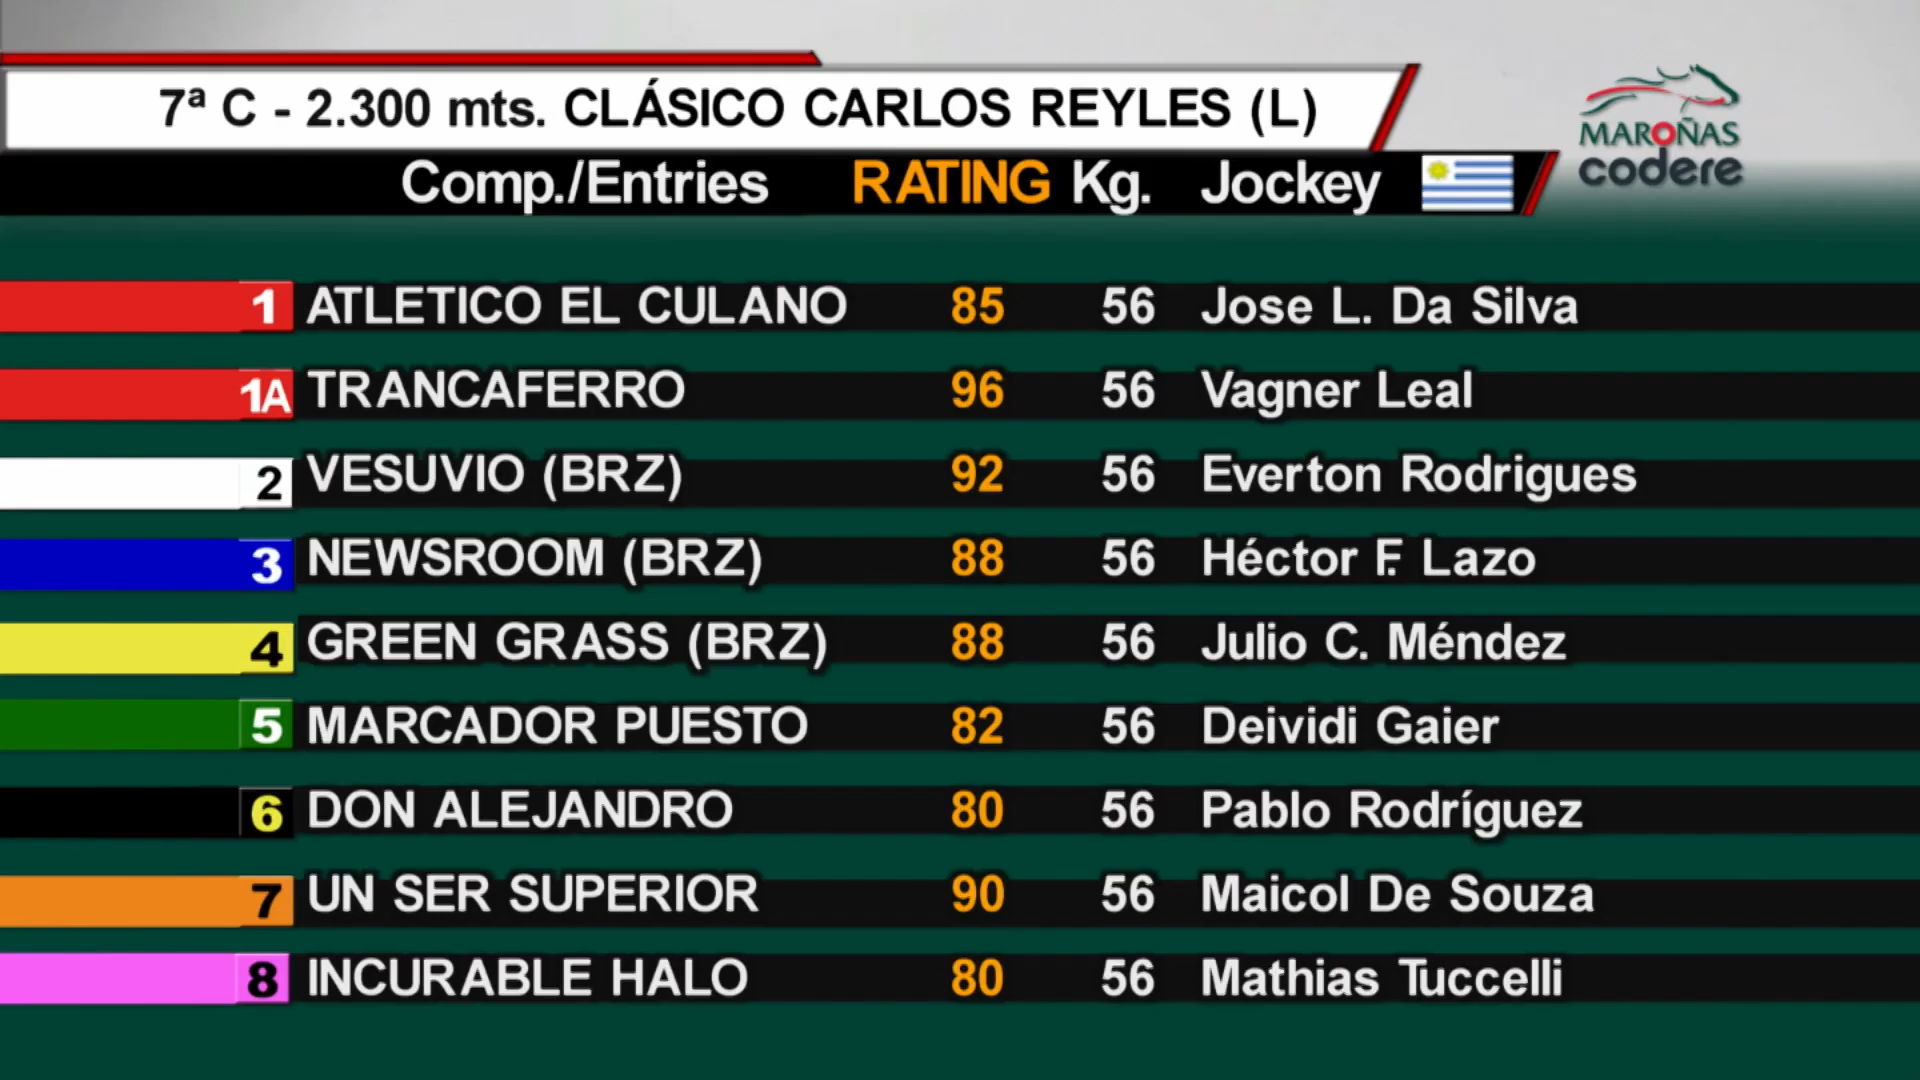 7ª C - 2.300 mts. CLÁSICO CARLOS REYLES (L)
MAROÑAS
codere
Comp./Entries RATING Kg. Jockey
1 ATLETICO EL CULANO 85 56 Jose L. Da Silva
1A TRANCAFERRO 96 56 Vagner Leal
2 VESUVIO (BRZ) 92 56 Everton Rodrigues
3 NEWSROOM (BRZ) 88 56 Héctor F. Lazo
4 GREEN GRASS (BRZ) 88 56 Julio C. Méndez
5 MARCADOR PUESTO 82 56 Deividi Gaier
6 DON ALEJANDRO 80 56 Pablo Rodríguez
7 UN SER SUPERIOR 90 56 Maicol De Souza
8 INCURABLE HALO 80 56 Mathias Tuccelli